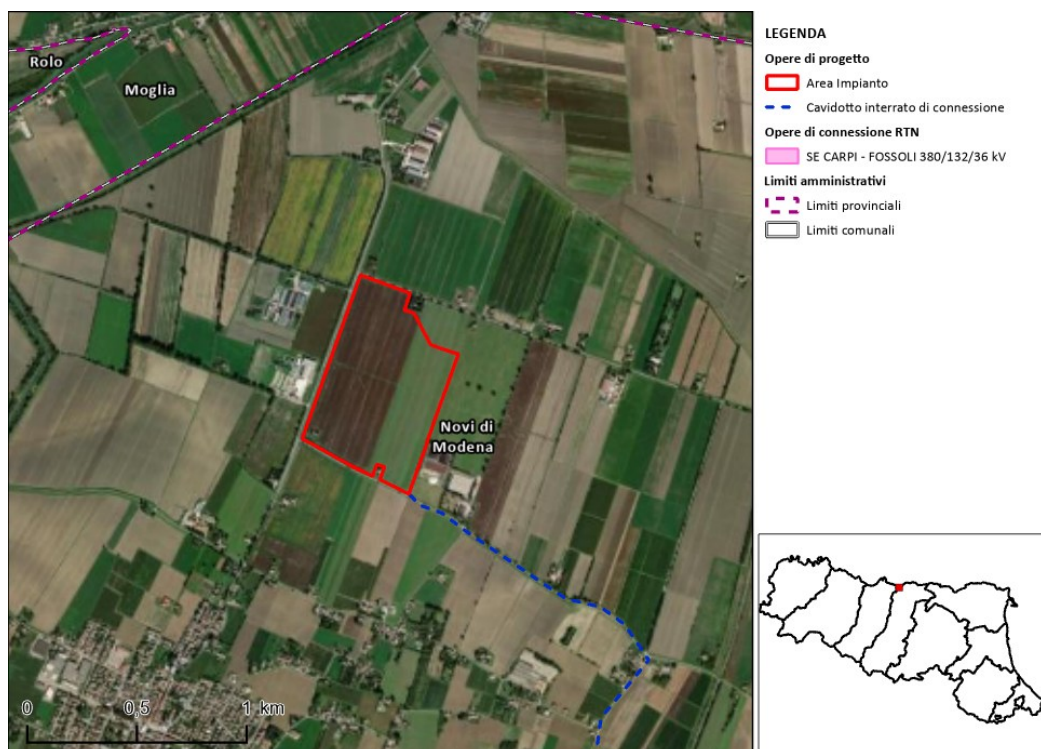 Rolo
Moglia
Novi di
Modena
0 0,5 1 km
LEGENDA
Opere di progetto
Area Impianto
Cavidotto interrato di connessione
Opere di connessione RTN
SE CARPI - FOSSOLI 380/132/36 kV
Limiti amministrativi
Limiti provinciali
Limiti comunali